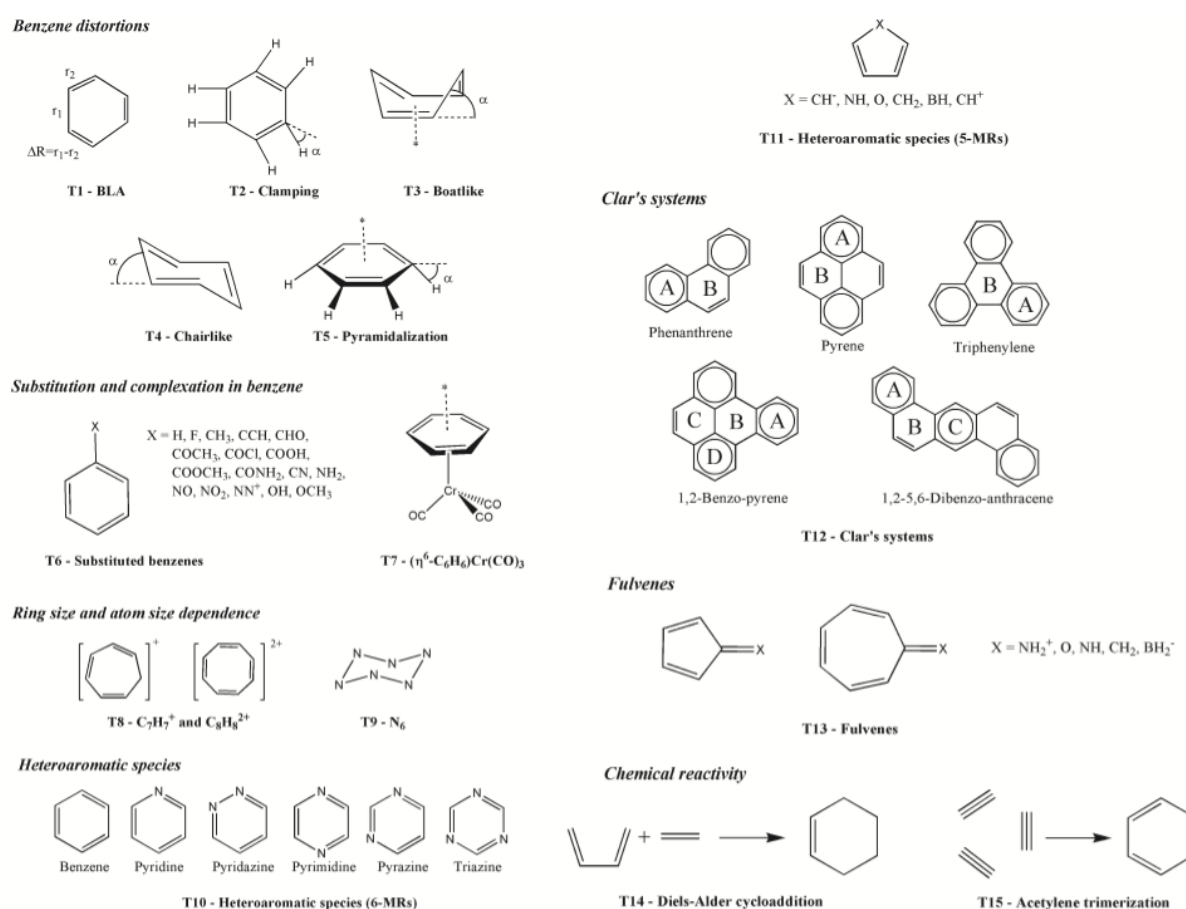 Benzene distortions
r2
r1
ΔR=r1-r2
H
H
H
H
H
H
α
α
*
T1 - BLA
T2 - Clamping
T3 - Boatlike
α
*
H
H
H
H
α
T4 - Chairlike
T5 - Pyramidalization
Substitution and complexation in benzene
X
X = H, F, CH3, CCH, CHO,
COCH3, COCl, COOH,
COOCH3, CONH2, CN, NH2,
NO, NO2, NN+, OH, OCH3
*
Cr
OC
CO
CO
T6 - Substituted benzenes
T7 - (η6-C6H6)Cr(CO)3
Ring size and atom size dependence
+
2+
N
N
N
N
N
N
T8 - C7H7+ and C8H82+
T9 - N6
Heteroaromatic species
N
N
N
N
N
N
N
N
N
N
Benzene
Pyridine
Pyridazine
Pyrimidine
Pyrazine
Triazine
T10 - Heteroaromatic species (6-MRs)
X
X = CH-, NH, O, CH2, BH, CH+
T11 - Heteroaromatic species (5-MRs)
Clar's systems
A
B
A
B
B
A
Phenanthrene
Pyrene
Triphenylene
C
B
A
D
A
B
C
1,2-Benzo-pyrene
1,2-5,6-Dibenzo-anthracene
T12 - Clar's systems
Fulvenes
X
X
X = NH2+, O, NH, CH2, BH2-
T13 - Fulvenes
Chemical reactivity
+
T14 - Diels-Alder cycloaddition
T15 - Acetylene trimerization